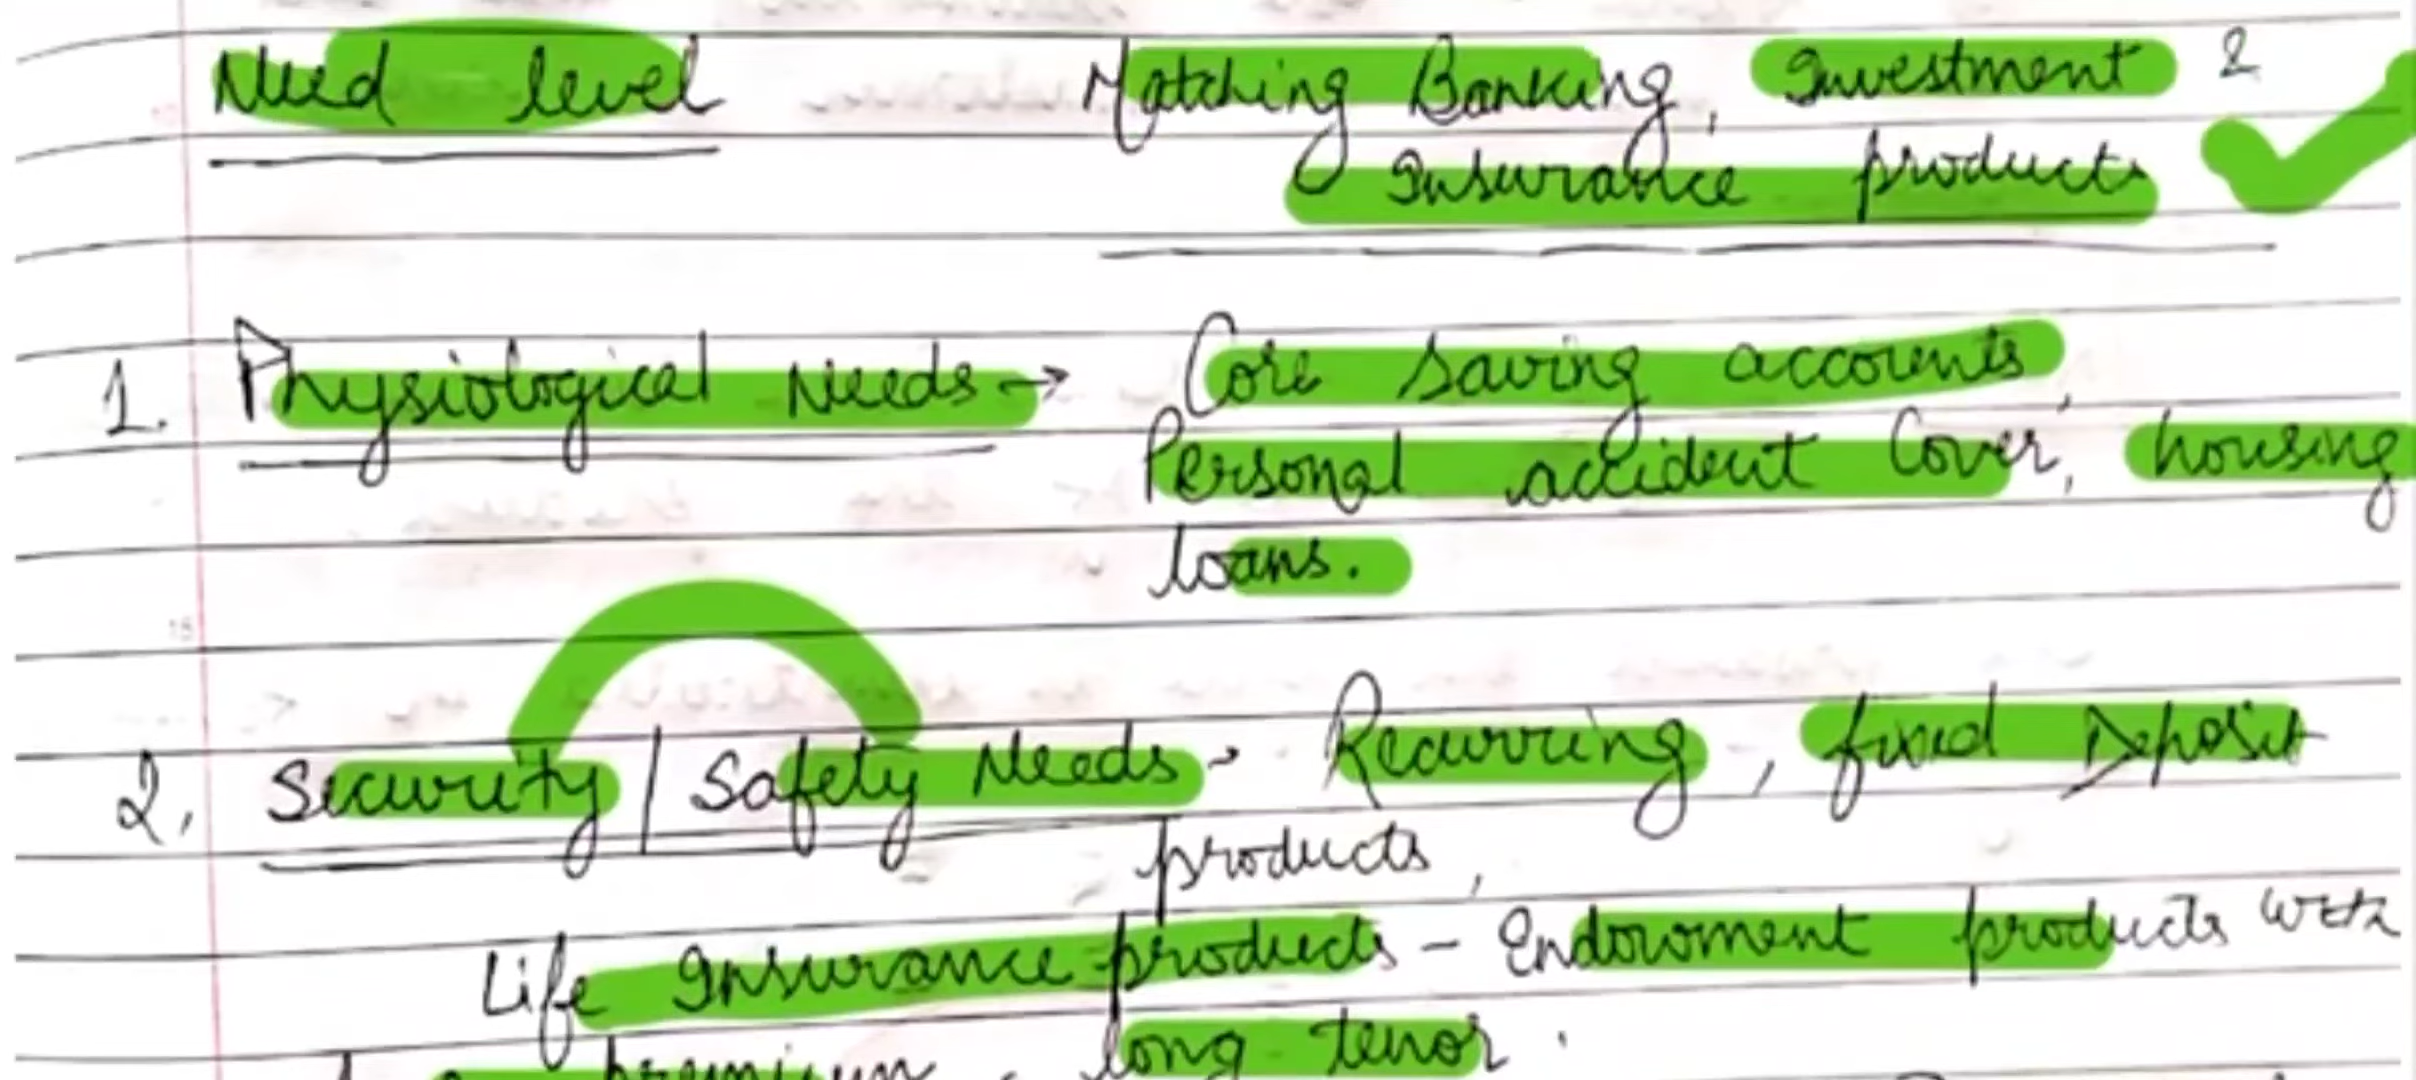 Need level
Matching Banking, Investment &
Insurance products
1. Physiological Needs → Core saving accounts,
Personal accident Cover, housing
loans.
2. Security / Safety Needs - Recurring, fixed Deposit
products,
Life Insurance products - Endowment products with
premium, long tenor.